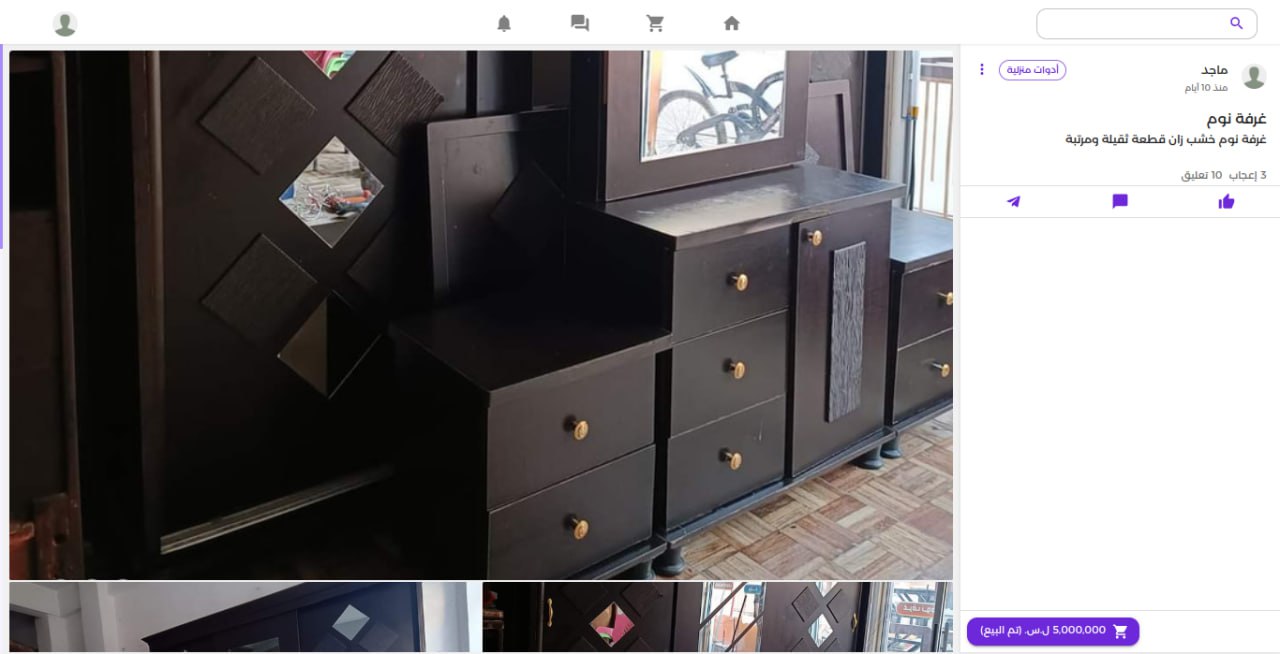 ماجد
أدوات منزلية
منذ 10 أيام
غرفة نوم
غرفة نوم خشب زان قطعة ثقيلة ومرتبة
3 إعجاب 10 تعليق
5,000,000 ل.س. (تم البيع)